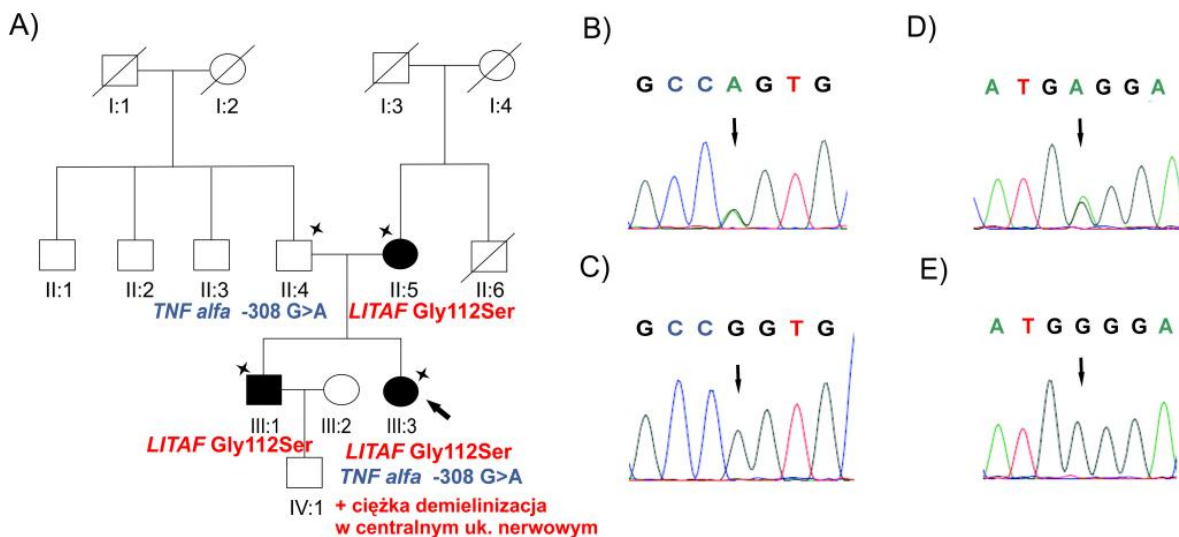 A)
I:1
I:2
I:3
I:4
II:1
II:2
II:3
II:4
II:5
II:6
TNF alfa -308 G>A
LITAF Gly112Ser
III:1
III:2
III:3
LITAF Gly112Ser
LITAF Gly112Ser
TNF alfa -308 G>A
IV:1
+ ciężka demielinizacja
w centralnym uk. nerwowym
B)
G C C A G T G
C)
G C C G G T G
D)
A T G A G G A
E)
A T G G G G A